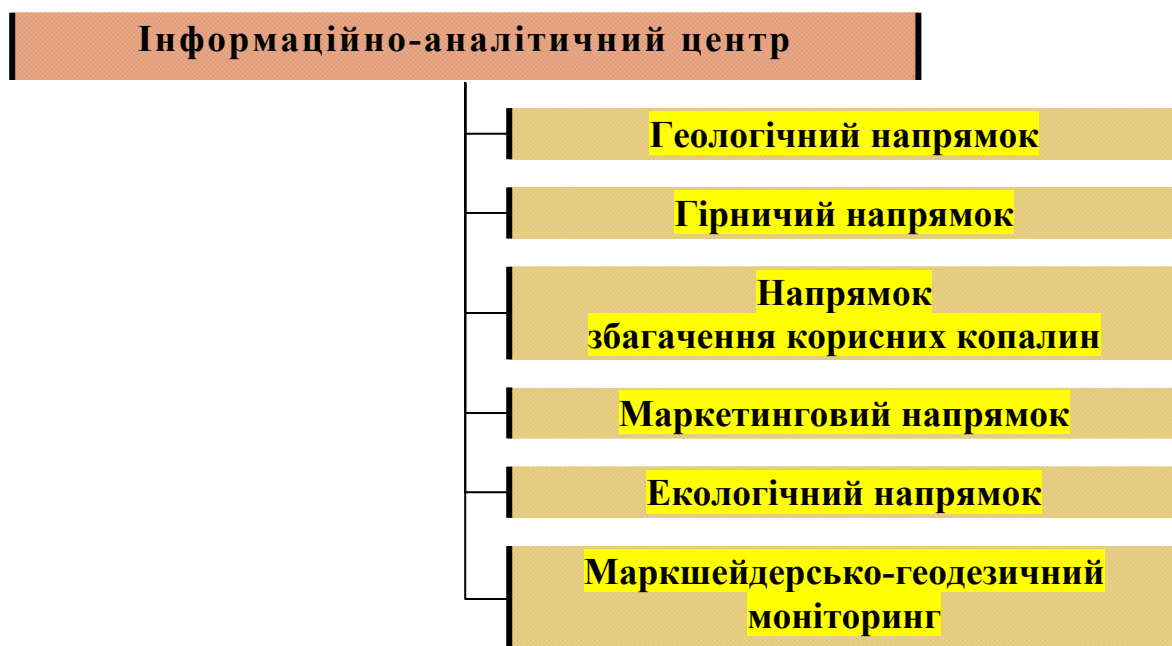 Інформаційно-аналітичний центр
Геологічний напрямок
Гірничий напрямок
Напрямок
збагачення корисних копалин
Маркетинговий напрямок
Екологічний напрямок
Маркшейдерсько-геодезичний
моніторинг